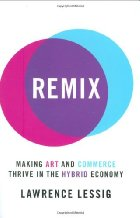 REMIX
MAKING ART AND COMMERCE
THRIVE IN THE HYBRID ECONOMY
LAWRENCE LESSIG